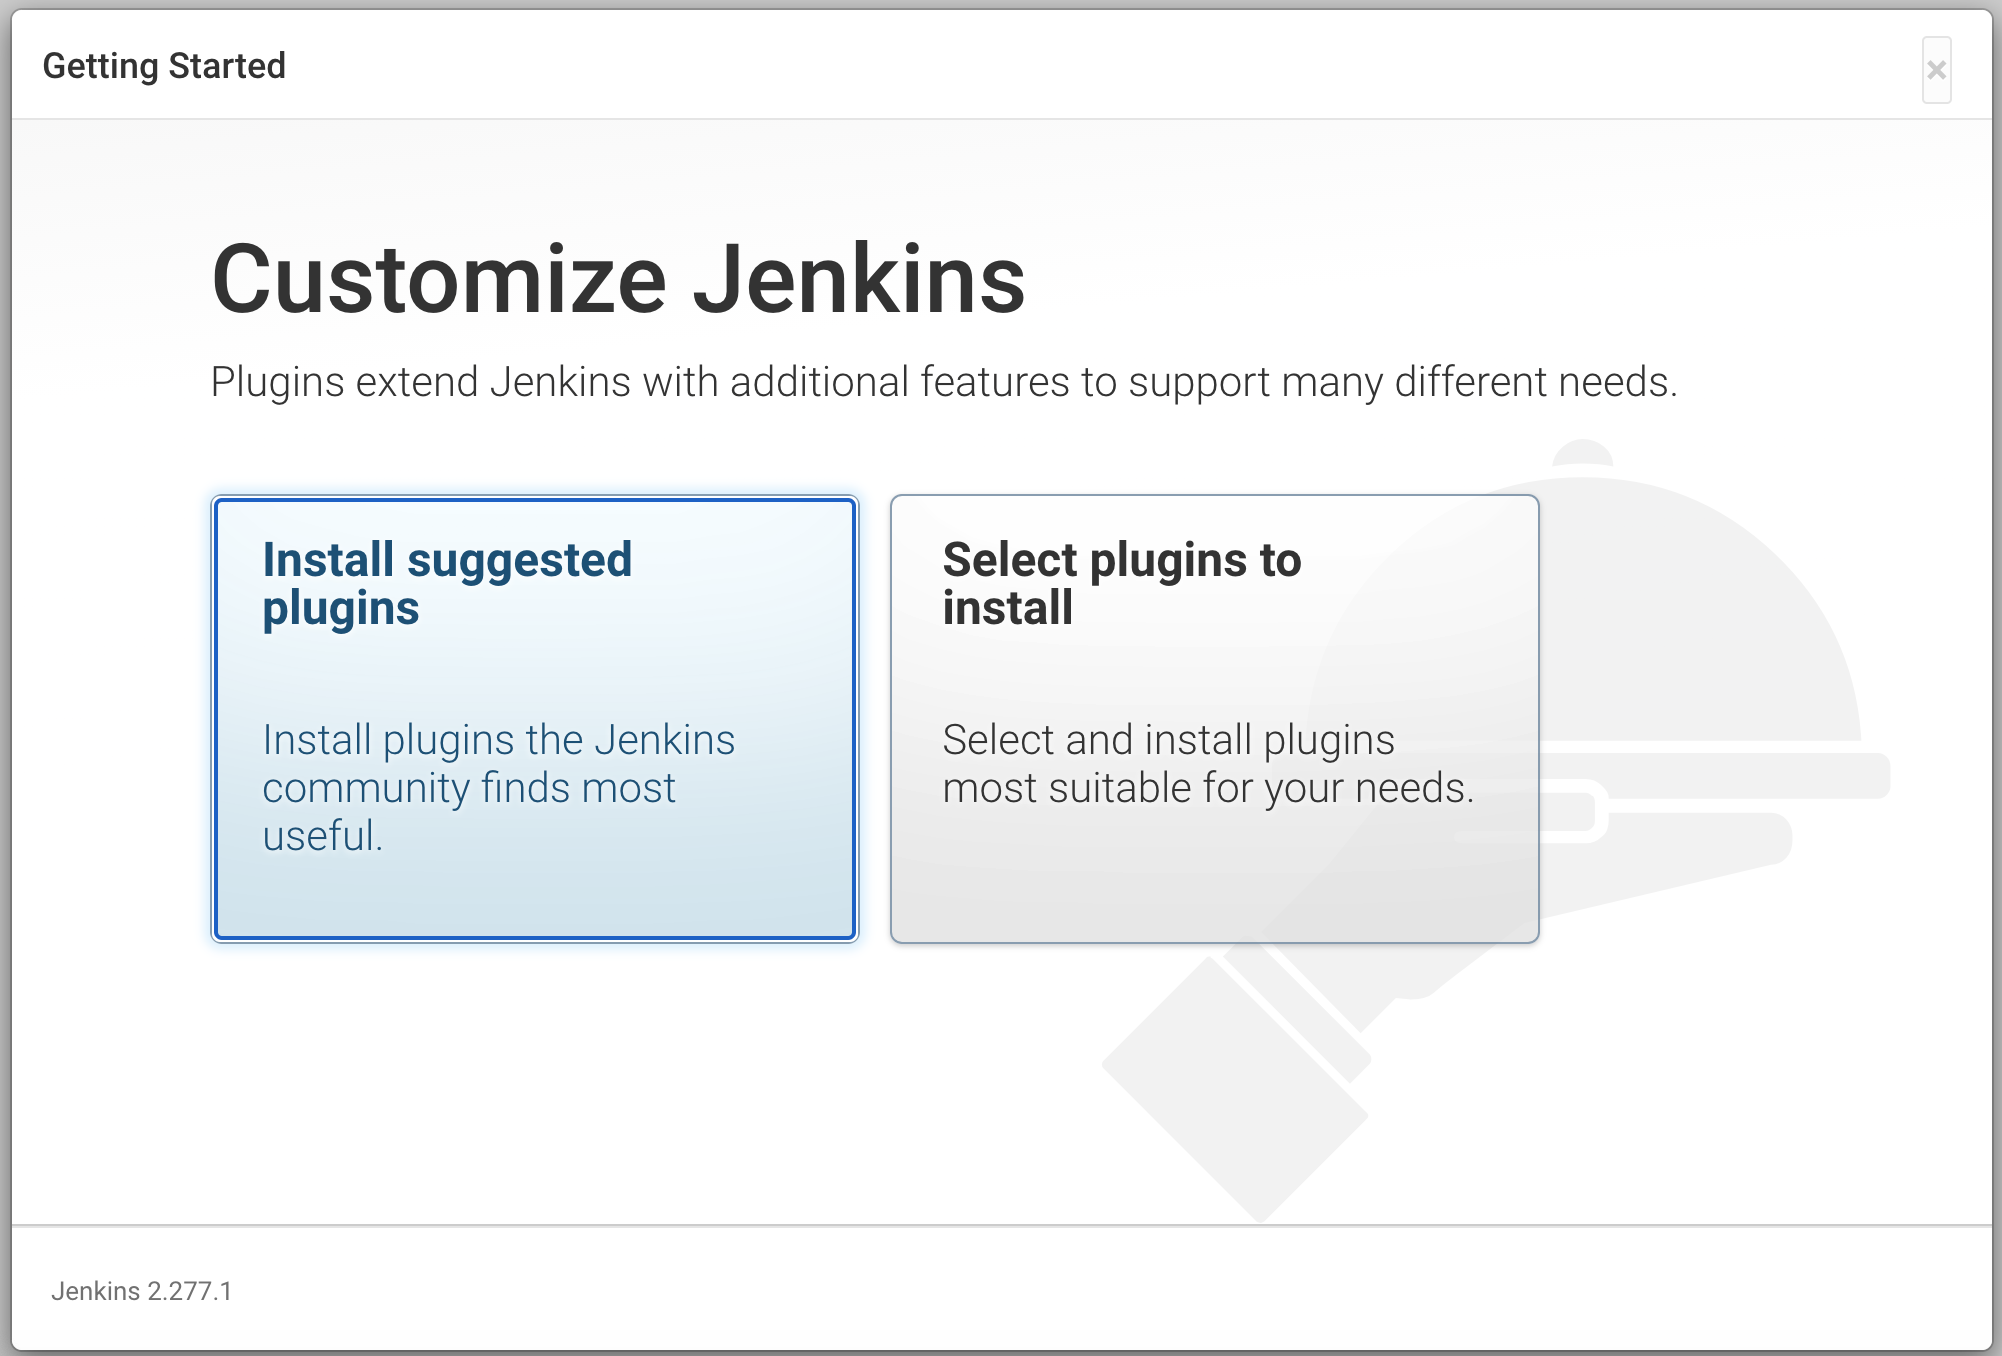 Getting Started
×
Customize Jenkins
Plugins extend Jenkins with additional features to support many different needs.
Install suggested
plugins
Install plugins the Jenkins
community finds most
useful.
Select plugins to
install
Select and install plugins
most suitable for your needs.
Jenkins 2.277.1